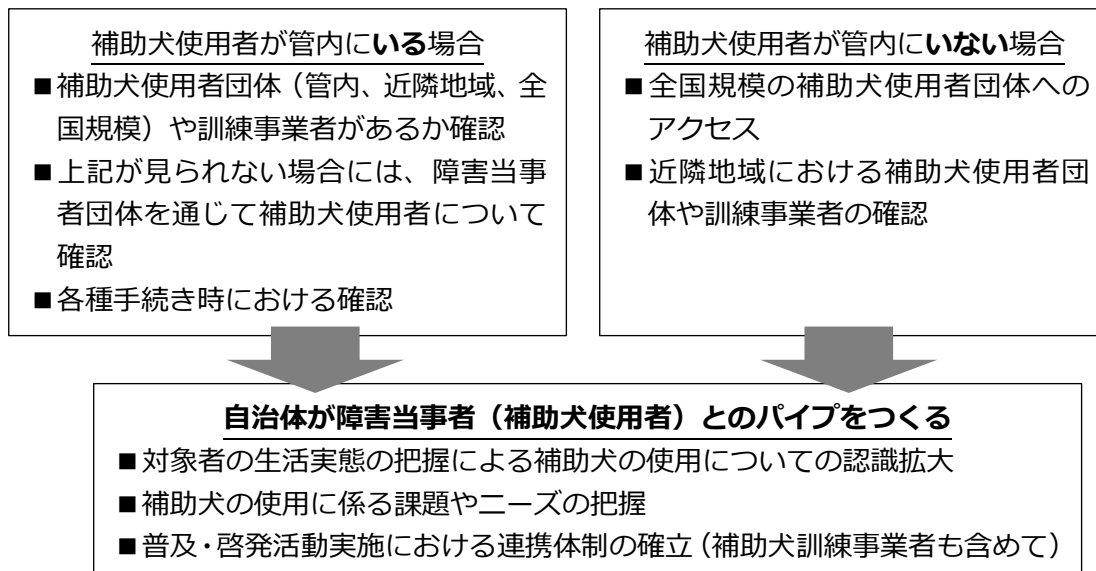 補助犬使用者が管内にいる場合
■補助犬使用者団体（管内、近隣地域、全
国規模）や訓練事業者があるか確認
■上記が見られない場合には、障害当事
者団体を通じて補助犬使用者について
確認
■各種手続き時における確認
補助犬使用者が管内にいない場合
■全国規模の補助犬使用者団体への
アクセス
■近隣地域における補助犬使用者団
体や訓練事業者の確認
自治体が障害当事者（補助犬使用者）とのパイプをつくる
■対象者の生活実態の把握による補助犬の使用についての認識拡大
■補助犬の使用に係る課題やニーズの把握
■普及・啓発活動実施における連携体制の確立（補助犬訓練事業者も含めて）